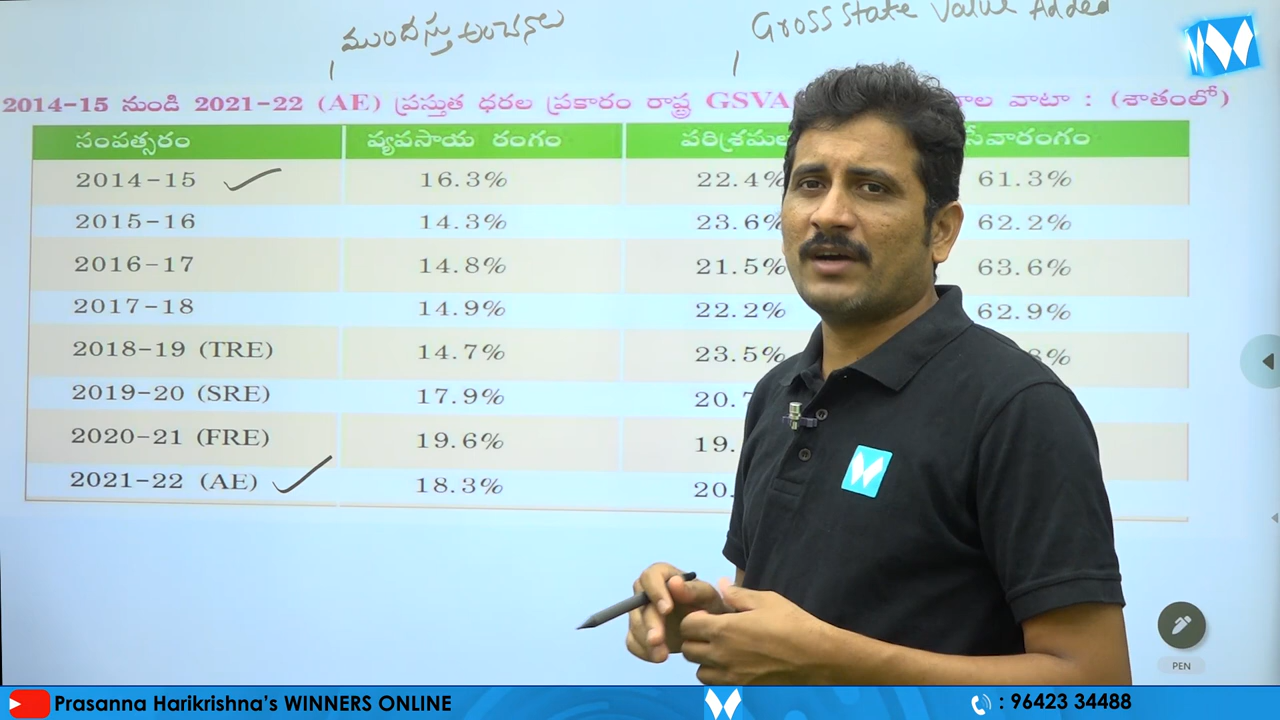 ముందస్తు అంచనాలు
Gross State Value Added
2014-15 నుండి 2021-22 (AE) ప్రస్తుత ధరల ప్రకారం రాష్ట్ర GSVA వాటా : (శాతంలో)
సంవత్సరం వ్యవసాయ రంగం సేవారంగం
2014-15 16.3% 22.4% 61.3%
2015-16 14.3% 23.6% 62.2%
2016-17 14.8% 21.5% 63.6%
2017-18 14.9% 22.2% 62.9%
2018-19 (TRE) 14.7% 23.5%
2019-20 (SRE) 17.9% 20.7
2020-21 (FRE) 19.6% 19.
2021-22 (AE) 18.3% 20.
PEN
Prasanna Harikrishna's WINNERS ONLINE : 96423 34488